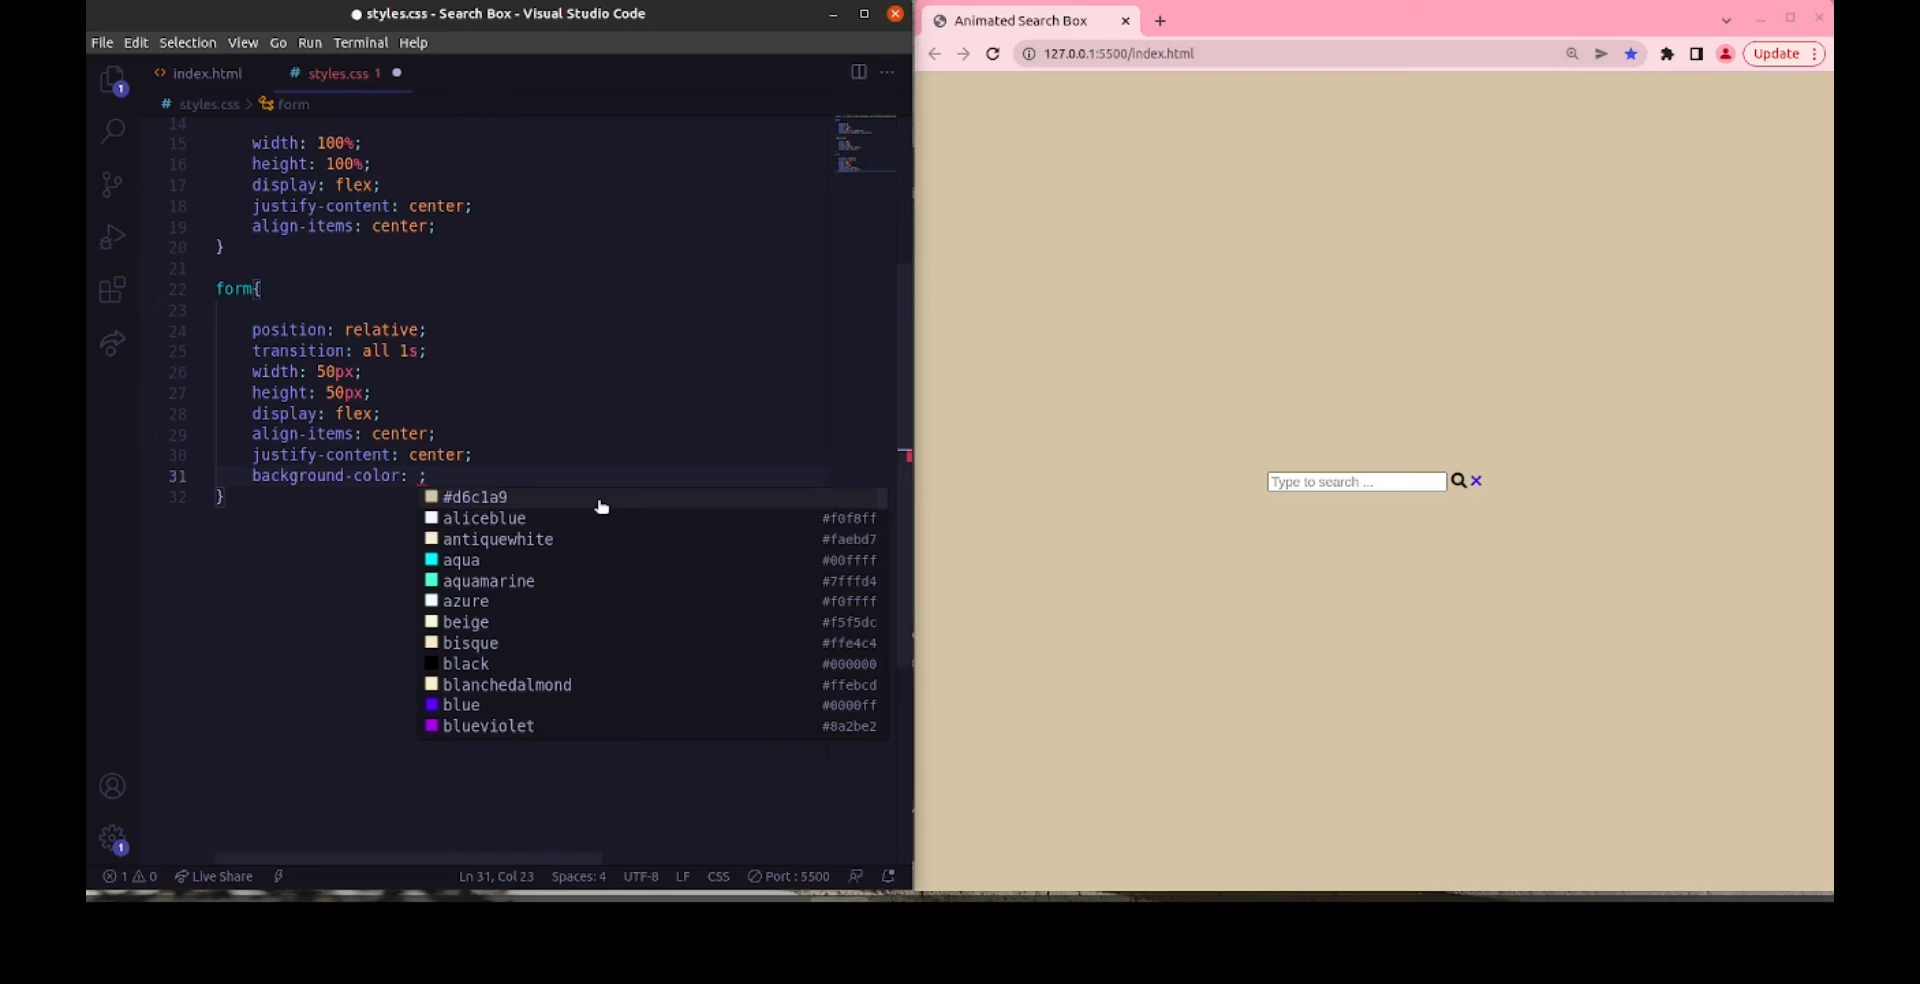 styles.css - Search Box - Visual Studio Code
File Edit Selection View Go Run Terminal Help
index.html # styles.css 1
# styles.css > form
14
15 width: 100%;
16 height: 100%;
17 display: flex;
18 justify-content: center;
19 align-items: center;
20 }
21
22 form{
23
24 position: relative;
25 transition: all 1s;
26 width: 50px;
27 height: 50px;
28 display: flex;
29 align-items: center;
30 justify-content: center;
31 background-color: ;
32 }
#d6c1a9
aliceblue #f0f8ff
antiquewhite #faebd7
aqua #00ffff
aquamarine #7fffd4
azure #f0ffff
beige #f5f5dc
bisque #ffe4c4
black #000000
blanchedalmond #ffebcd
blue #0000ff
blueviolet #8a2be2
1
1
1 0 Live Share Ln 31, Col 23 Spaces: 4 UTF-8 LF CSS Port : 5500
Animated Search Box
127.0.0.1:5500/index.html Update
Type to search ...